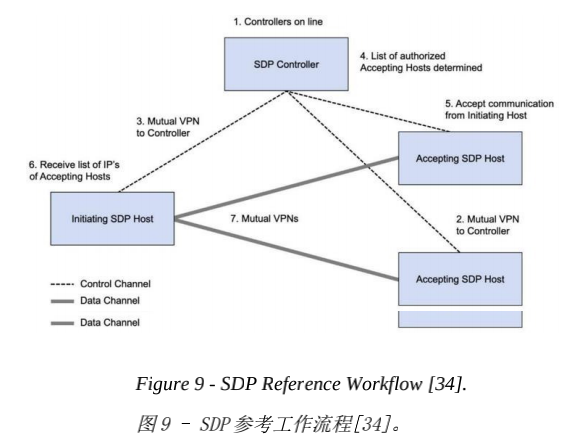 1. Controllers on line
SDP Controller
4. List of authorized
Accepting Hosts determined
5. Accept communication
from Initiating Host
3. Mutual VPN
to Controller
Accepting SDP Host
6. Receive list of IP's
of Accepting Hosts
Initiating SDP Host
7. Mutual VPNs
2. Mutual VPN
to Controller
Accepting SDP Host
Control Channel
Data Channel
Data Channel
Figure 9 - SDP Reference Workflow [34].
图9 - SDP参考工作流程[34]。